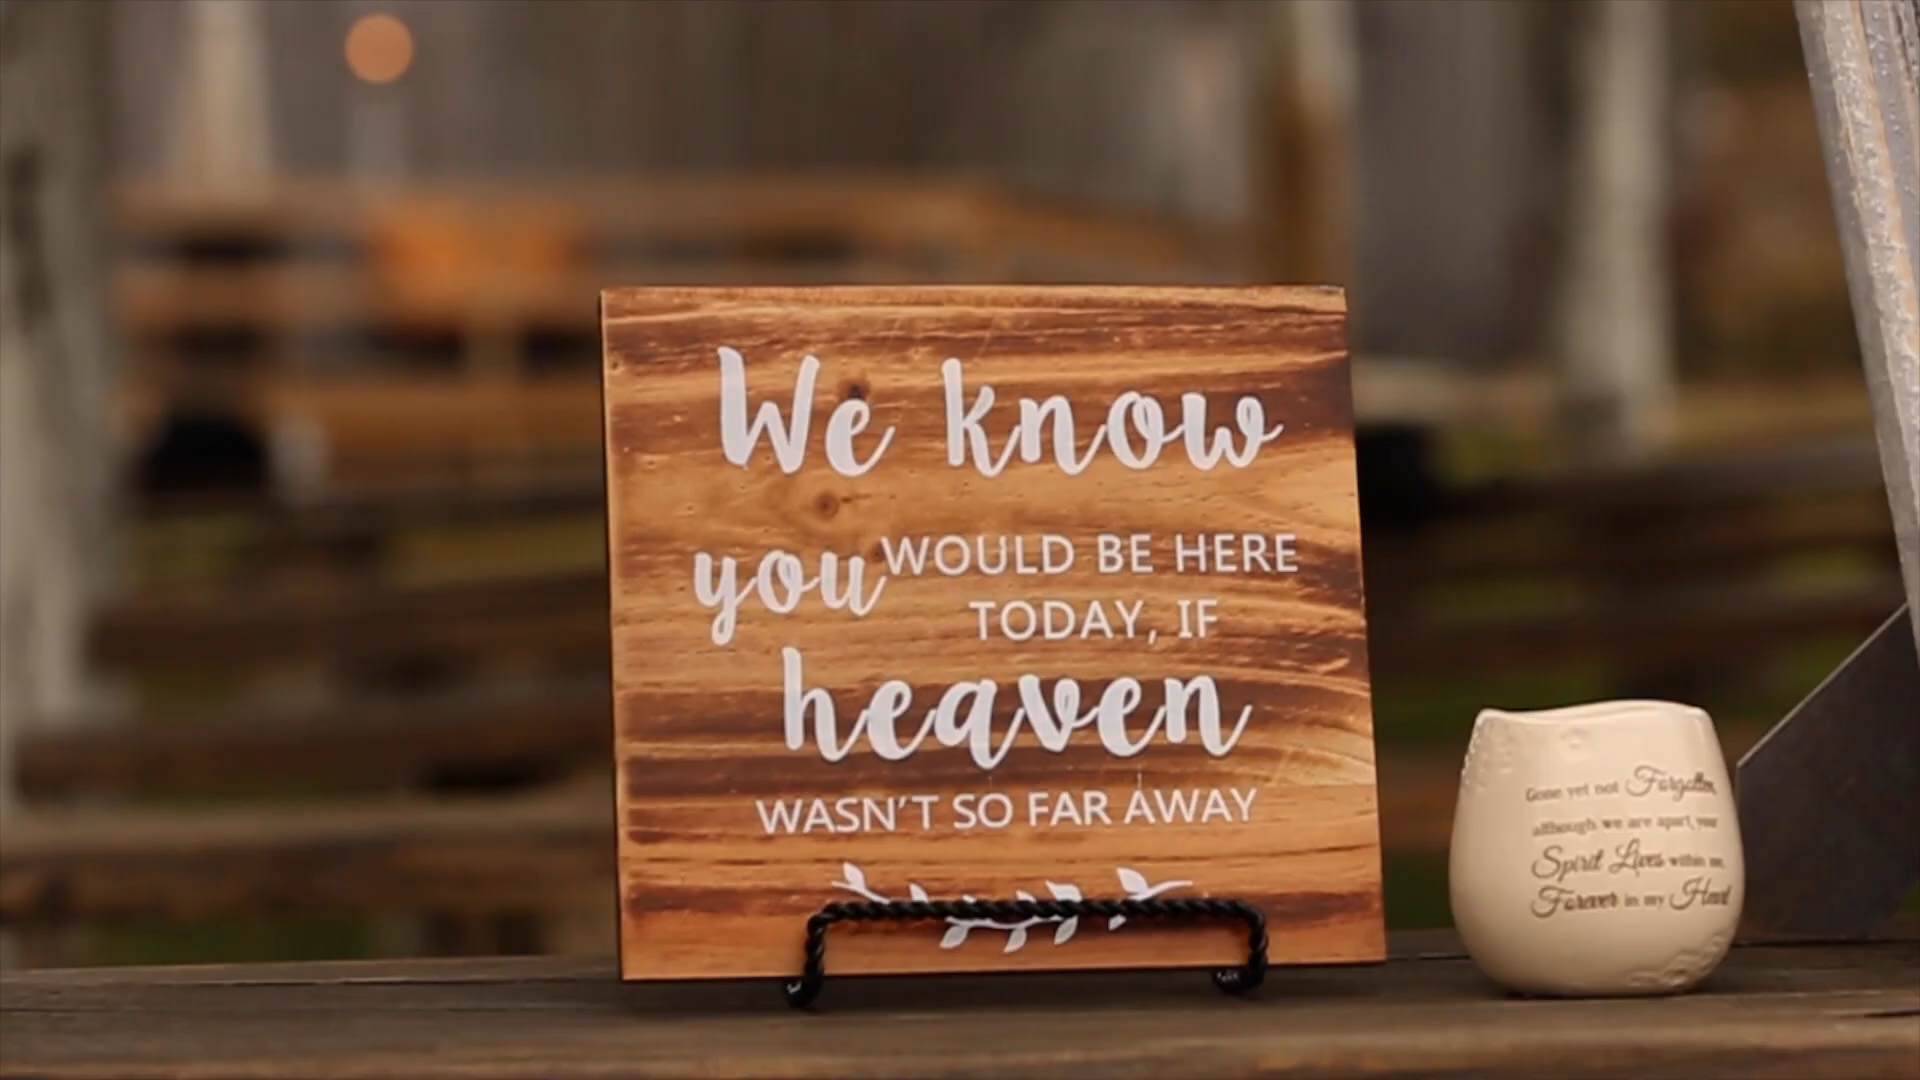 We know
you WOULD BE HERE
TODAY, IF
heaven
WASN'T SO FAR AWAY
Gone yet not Forgotten,
although we are apart, your
Spirit Lives within me,
Forever in my Heart